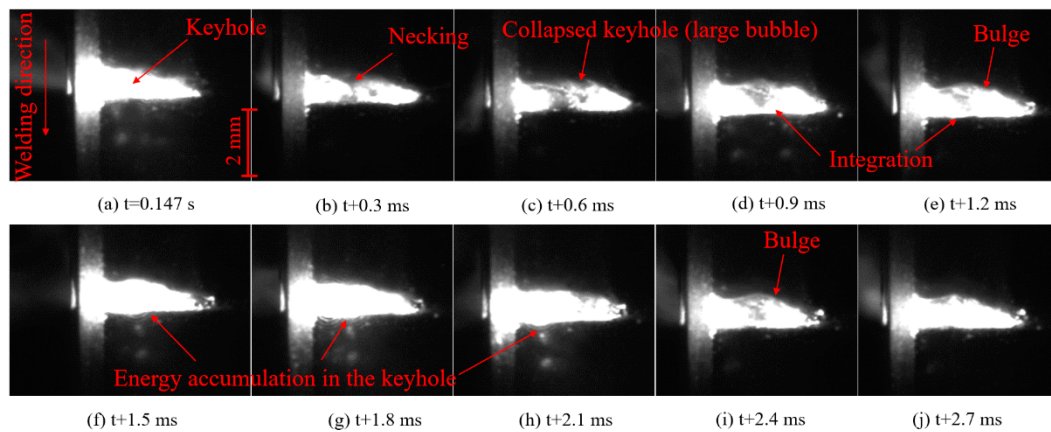 Welding direction
Keyhole
2 mm
Necking
Collapsed keyhole (large bubble)
Integration
Bulge
(a) t=0.147 s
(b) t+0.3 ms
(c) t+0.6 ms
(d) t+0.9 ms
(e) t+1.2 ms
Energy accumulation in the keyhole
Bulge
(f) t+1.5 ms
(g) t+1.8 ms
(h) t+2.1 ms
(i) t+2.4 ms
(j) t+2.7 ms